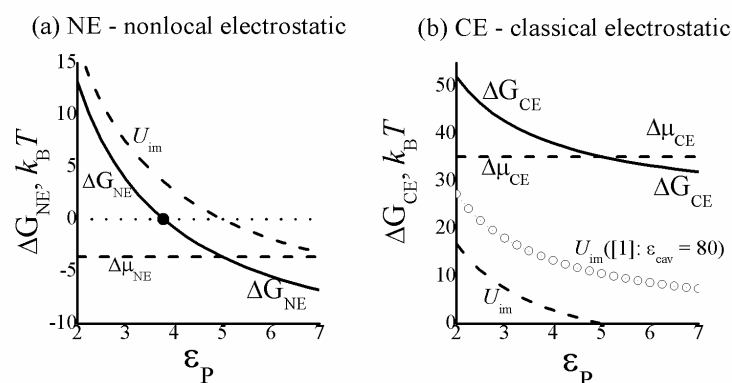 (a) NE - nonlocal electrostatic
ΔG_NE, k_BT
15
10
5
0
-5
-10
U_im
ΔG_NE
Δμ_NE
ΔG_NE
2 3 4 5 6 7
ε_P
(b) CE - classical electrostatic
ΔG_CE, k_BT
50
40
30
20
10
0
ΔG_CE
Δμ_CE
Δμ_CE
ΔG_CE
U_im([1]: ε_cav = 80)
U_im
2 3 4 5 6 7
ε_P